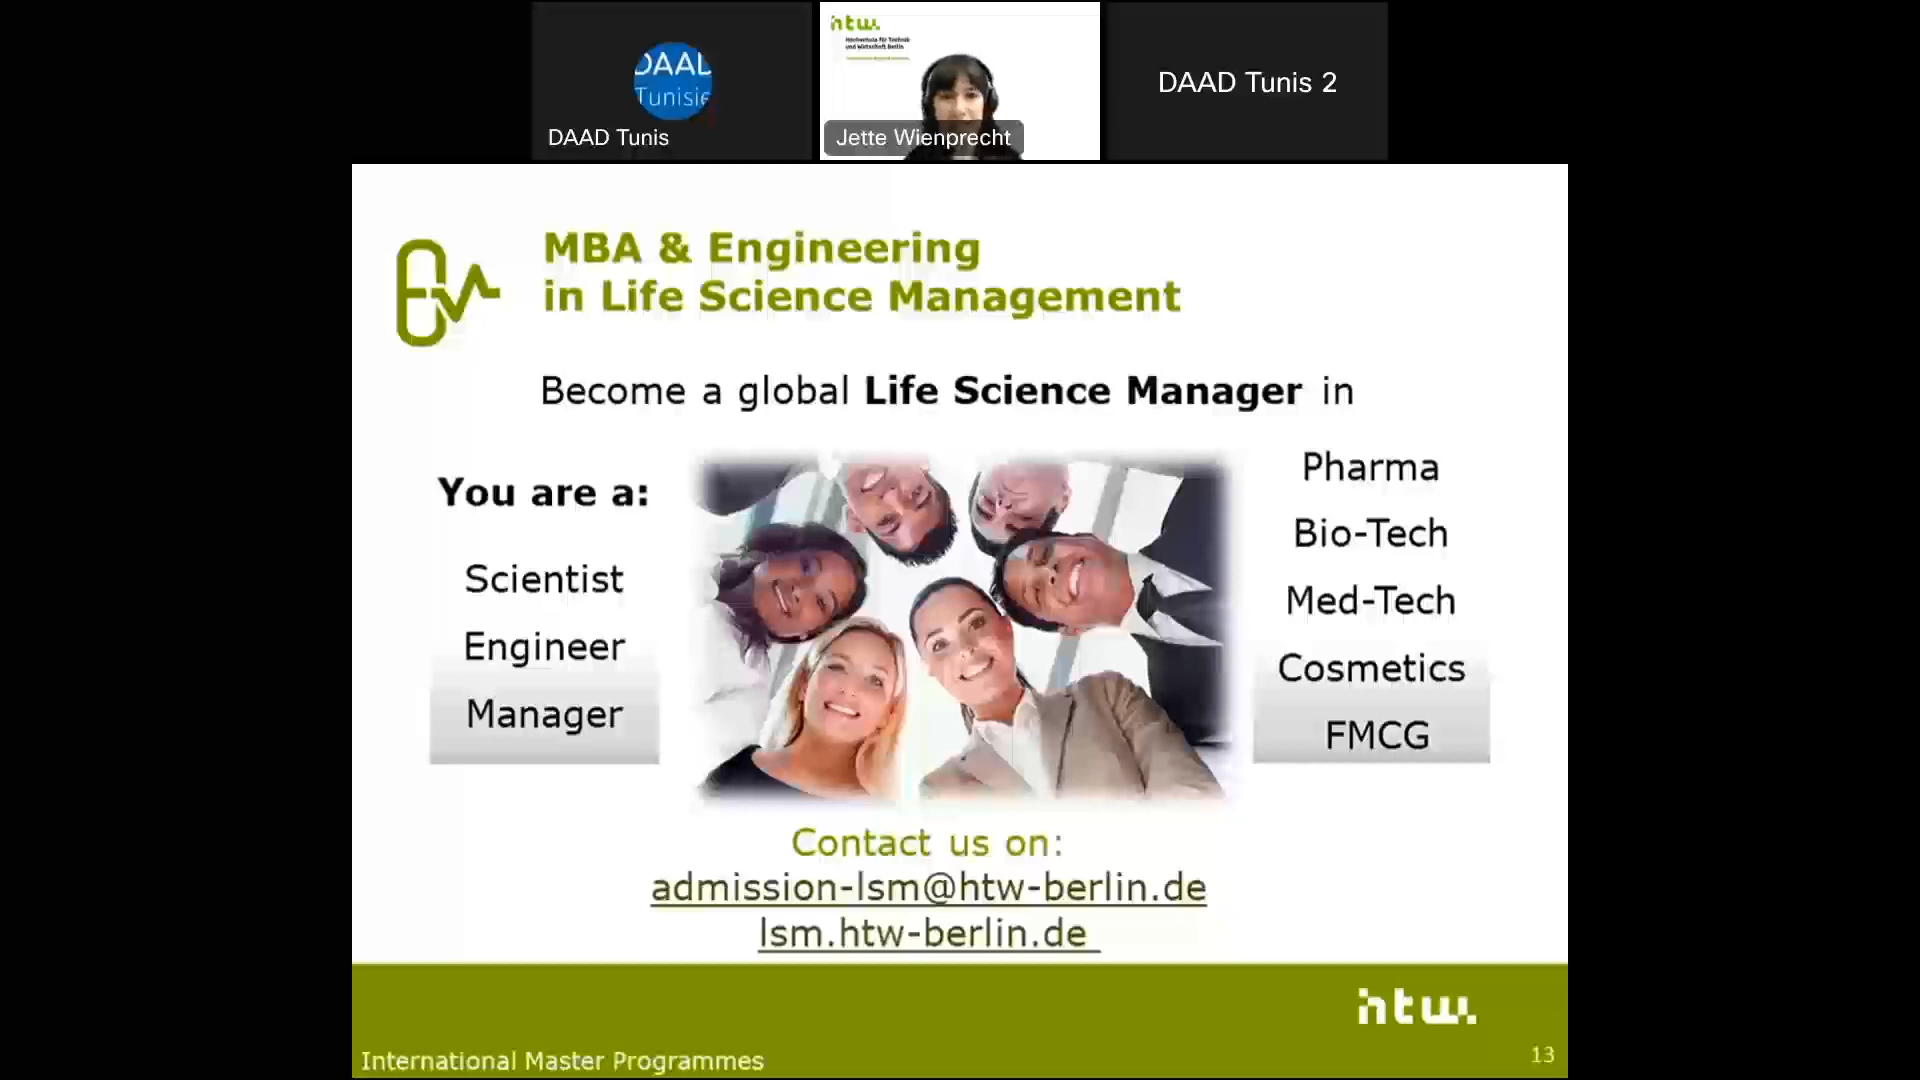 DAAD
Tunisie
DAAD Tunis
htw.
Hochschule für Technik
und Wirtschaft Berlin
Jette Wienprecht
DAAD Tunis 2
MBA & Engineering
in Life Science Management
Become a global Life Science Manager in
You are a:
Scientist
Engineer
Manager
Pharma
Bio-Tech
Med-Tech
Cosmetics
FMCG
Contact us on:
admission-lsm@htw-berlin.de
lsm.htw-berlin.de
htw.
International Master Programmes
13